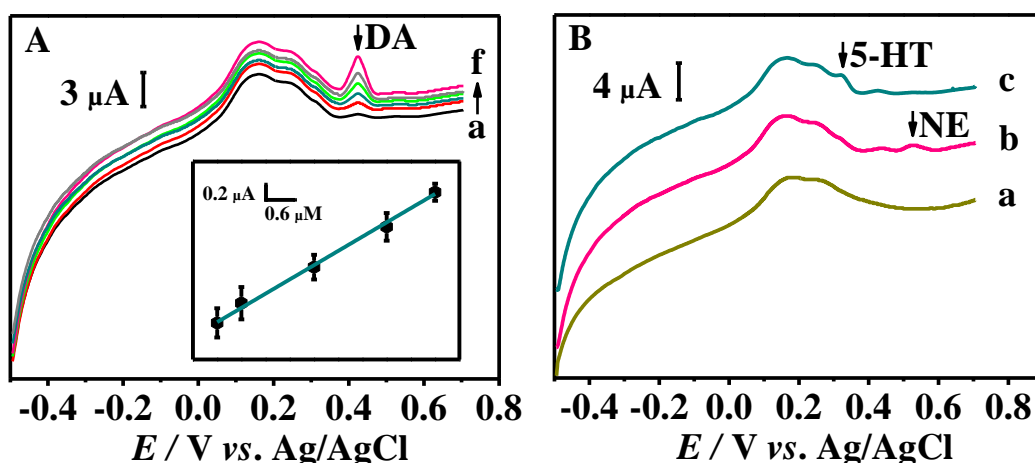 A
DA
3 μA
f
a
0.2 μA
0.6 μM
-0.4 -0.2 0.0 0.2 0.4 0.6 0.8
E / V vs. Ag/AgCl
B
5-HT
4 μA
c
NE
b
a
-0.4 -0.2 0.0 0.2 0.4 0.6 0.8
E / V vs. Ag/AgCl